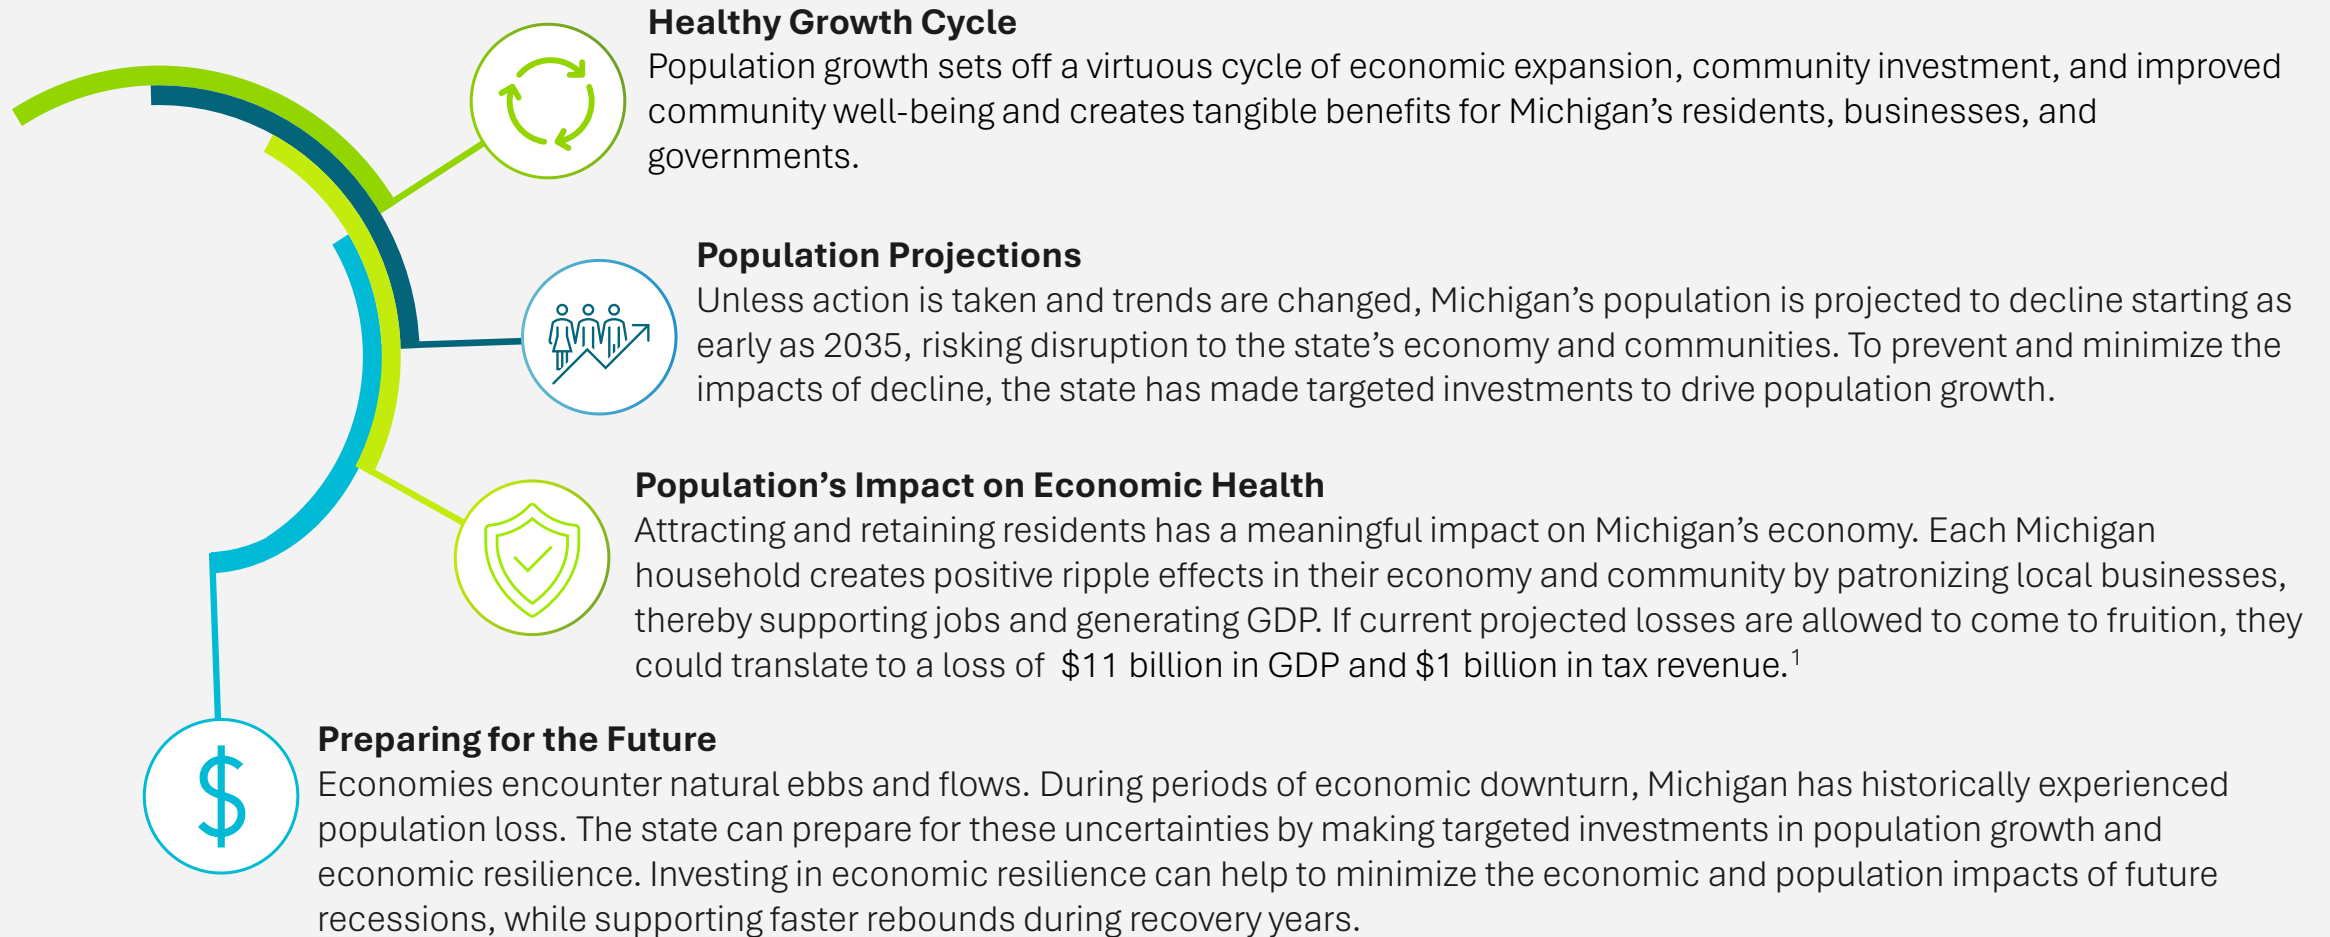 Healthy Growth Cycle
Population growth sets off a virtuous cycle of economic expansion, community investment, and improved
community well-being and creates tangible benefits for Michigan’s residents, businesses, and
governments.
Population Projections
Unless action is taken and trends are changed, Michigan’s population is projected to decline starting as
early as 2035, risking disruption to the state’s economy and communities. To prevent and minimize the
impacts of decline, the state has made targeted investments to drive population growth.
Population’s Impact on Economic Health
Attracting and retaining residents has a meaningful impact on Michigan’s economy. Each Michigan
household creates positive ripple effects in their economy and community by patronizing local businesses,
thereby supporting jobs and generating GDP. If current projected losses are allowed to come to fruition, they
could translate to a loss of $11 billion in GDP and $1 billion in tax revenue.¹
$
Preparing for the Future
Economies encounter natural ebbs and flows. During periods of economic downturn, Michigan has historically experienced
population loss. The state can prepare for these uncertainties by making targeted investments in population growth and
economic resilience. Investing in economic resilience can help to minimize the economic and population impacts of future
recessions, while supporting faster rebounds during recovery years.